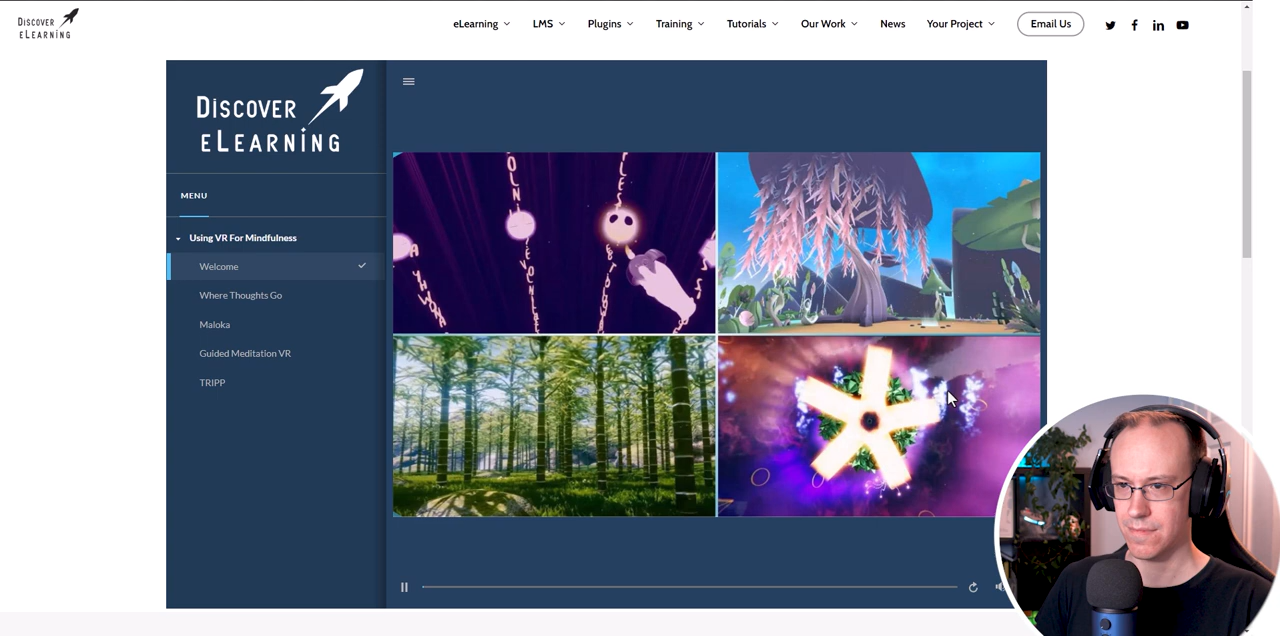 DISCOVER
ELEARNING
eLearning
LMS
Plugins
Training
Tutorials
Our Work
News
Your Project
Email Us
DISCOVER
eLEARNING
MENU
Using VR For Mindfulness
Welcome
Where Thoughts Go
Maloka
Guided Meditation VR
TRIPP